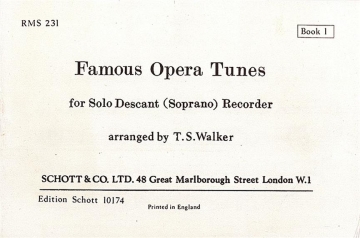 RMS 231
Book 1
Famous Opera Tunes
for Solo Descant (Soprano) Recorder
arranged by T.S.Walker
SCHOTT & CO. LTD. 48 Great Marlborough Street London W.1
Edition Schott 10174
Printed in England